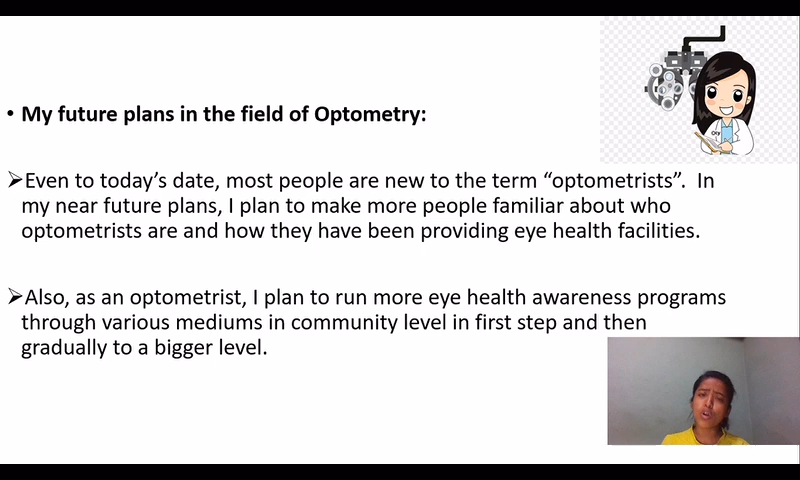 • My future plans in the field of Optometry:
➢Even to today’s date, most people are new to the term “optometrists”. In
my near future plans, I plan to make more people familiar about who
optometrists are and how they have been providing eye health facilities.
➢Also, as an optometrist, I plan to run more eye health awareness programs
through various mediums in community level in first step and then
gradually to a bigger level.